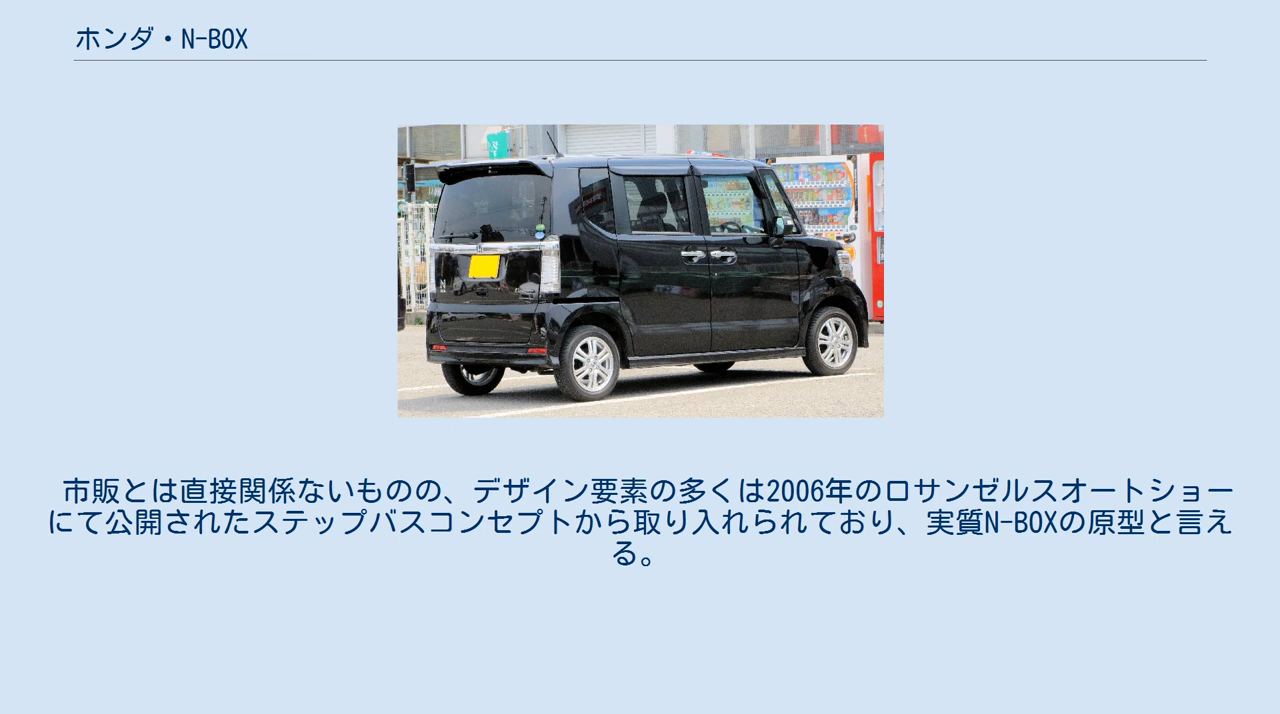 ホンダ・N-BOX
市販とは直接関係ないものの、デザイン要素の多くは2006年のロサンゼルスオートショー
にて公開されたステップバスコンセプトから取り入れられており、実質N-BOXの原型と言え
る。